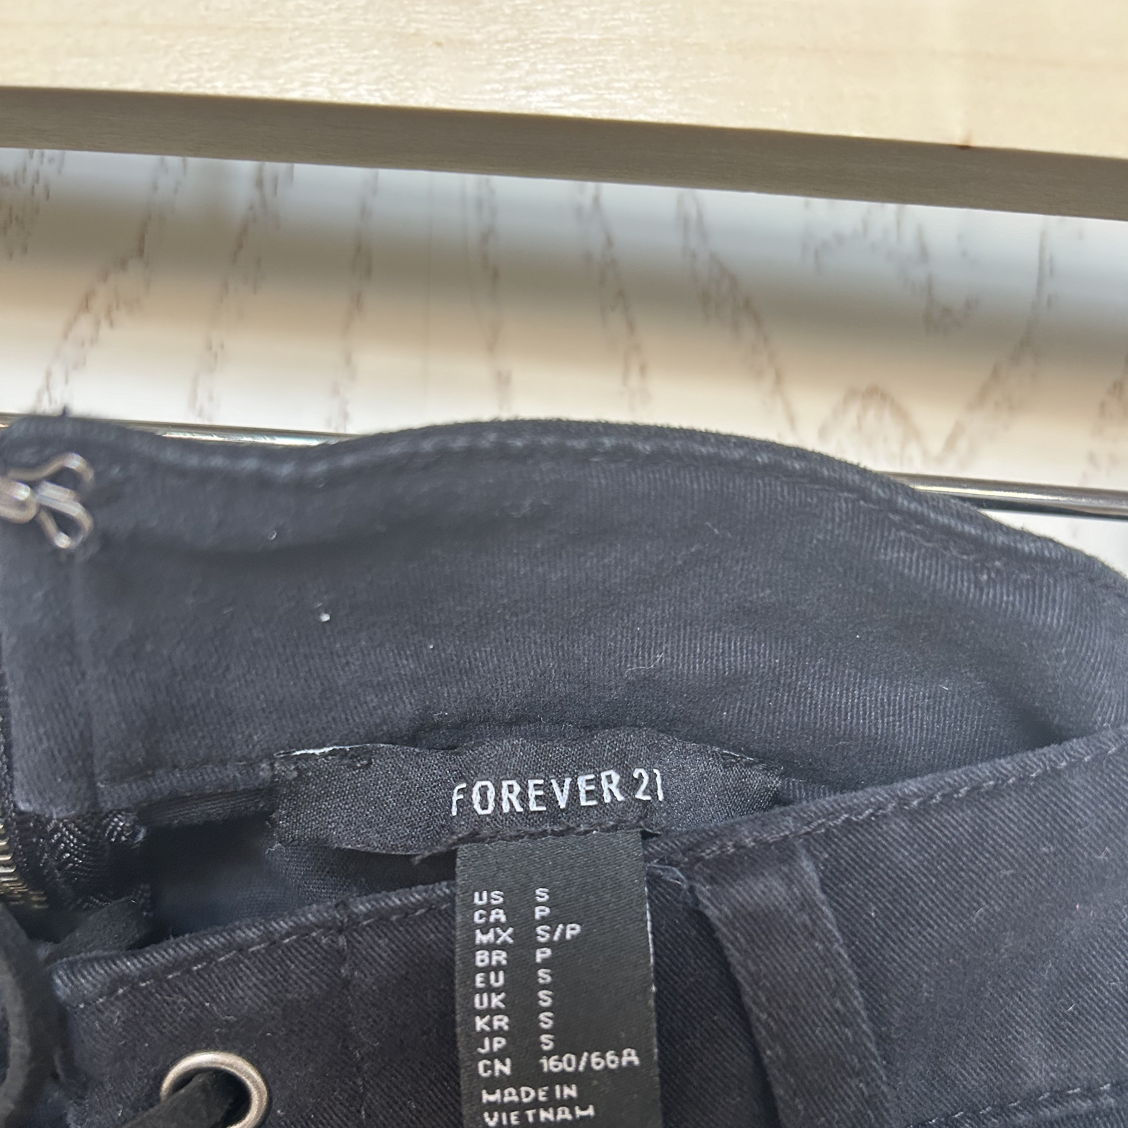 FOREVER 21
US S
CA P
MX S/P
BR P
EU S
UK S
KR S
JP S
CN 160/66A
MADE IN
VIETNAM